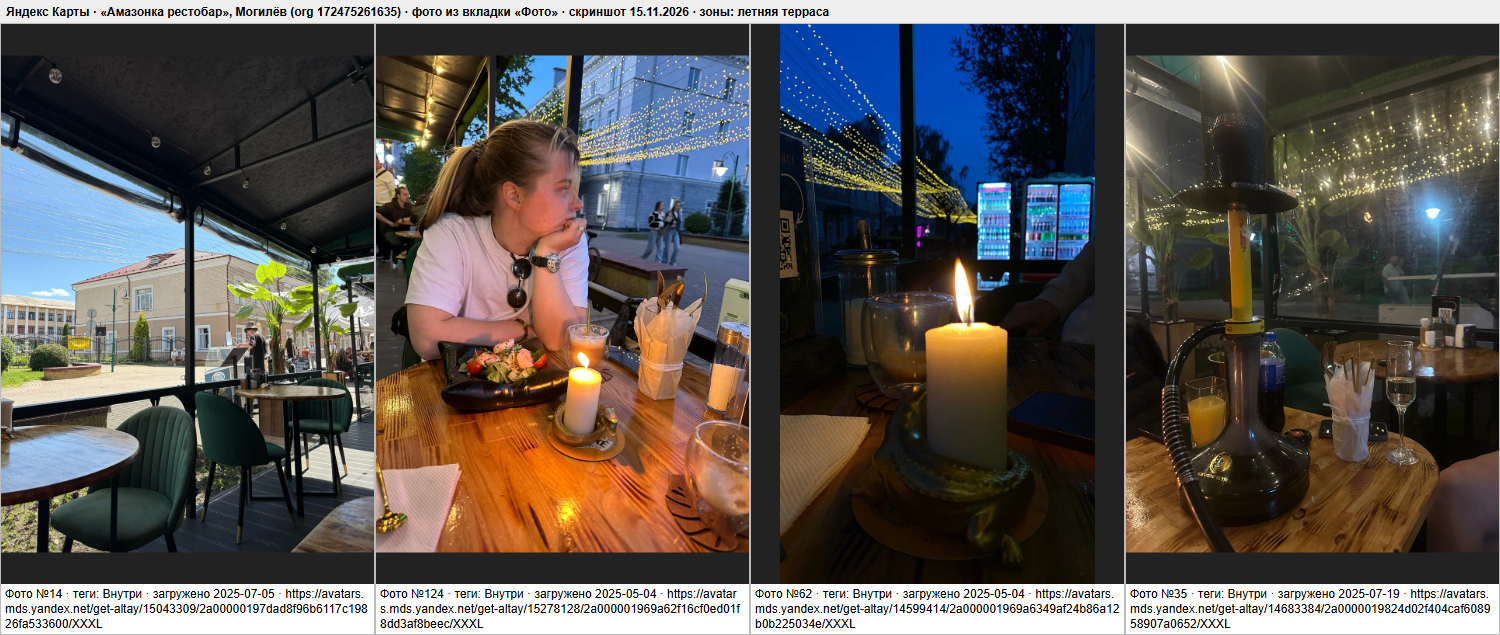 Яндекс Карты · «Амазонка рестобар», Могилёв (org 172475261635) · фото из вкладки «Фото» · скриншот 15.11.2026 · зоны: летняя терраса
Фото №14 · теги: Внутри · загружено 2025-07-05 · https://avatars.
mds.yandex.net/get-altay/15043309/2a00000197dad8f96b6117c198
26fa533600/XXXL
Фото №124 · теги: Внутри · загружено 2025-05-04 · https://avatar
s.mds.yandex.net/get-altay/15278128/2a000001969a62f16cf0ed01f
8dd3af8beec/XXXL
Фото №62 · теги: Внутри · загружено 2025-05-04 · https://avatars.
mds.yandex.net/get-altay/14599414/2a000001969a6349af24b86a12
b0b225034e/XXXL
Фото №35 · теги: Внутри · загружено 2025-07-19 · https://avatars.
mds.yandex.net/get-altay/14683384/2a0000019824d02f404caf6089
58907a0652/XXXL